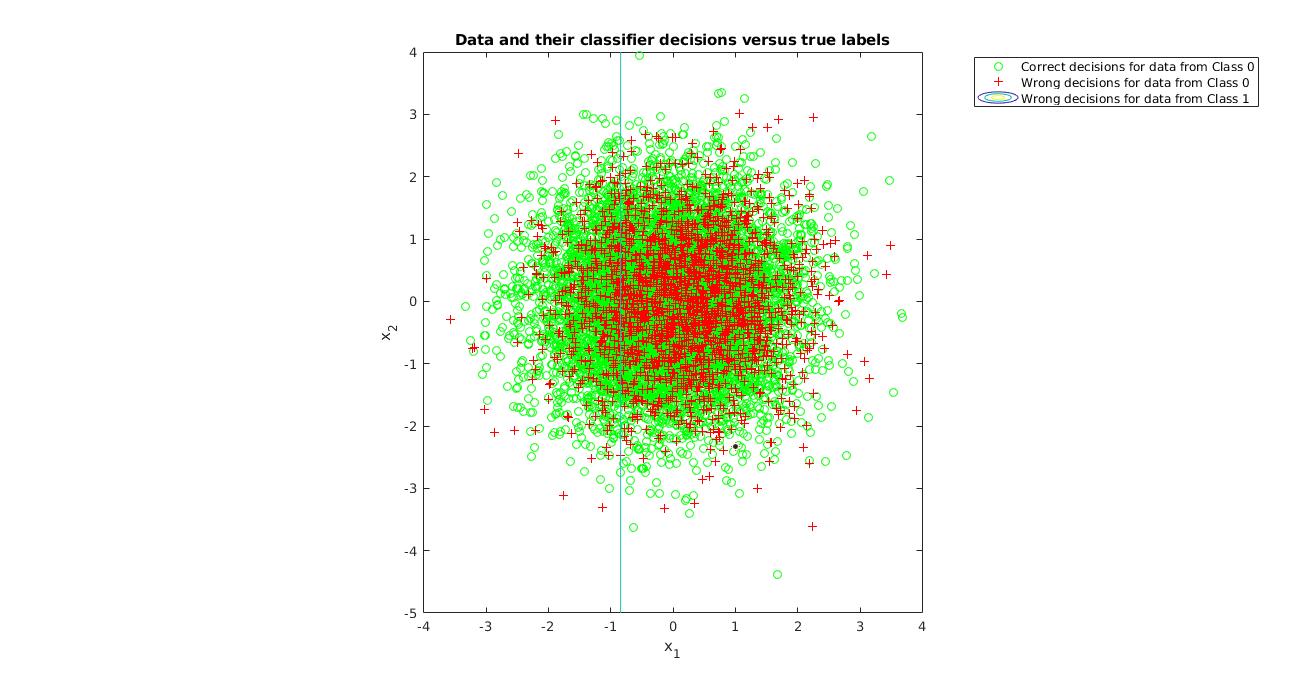 Data and their classifier decisions versus true labels
Correct decisions for data from Class 0
Wrong decisions for data from Class 0
Wrong decisions for data from Class 1
4
3
2
1
0
-1
-2
-3
-4
-5
x2
-4 -3 -2 -1 0 1 2 3 4
x1